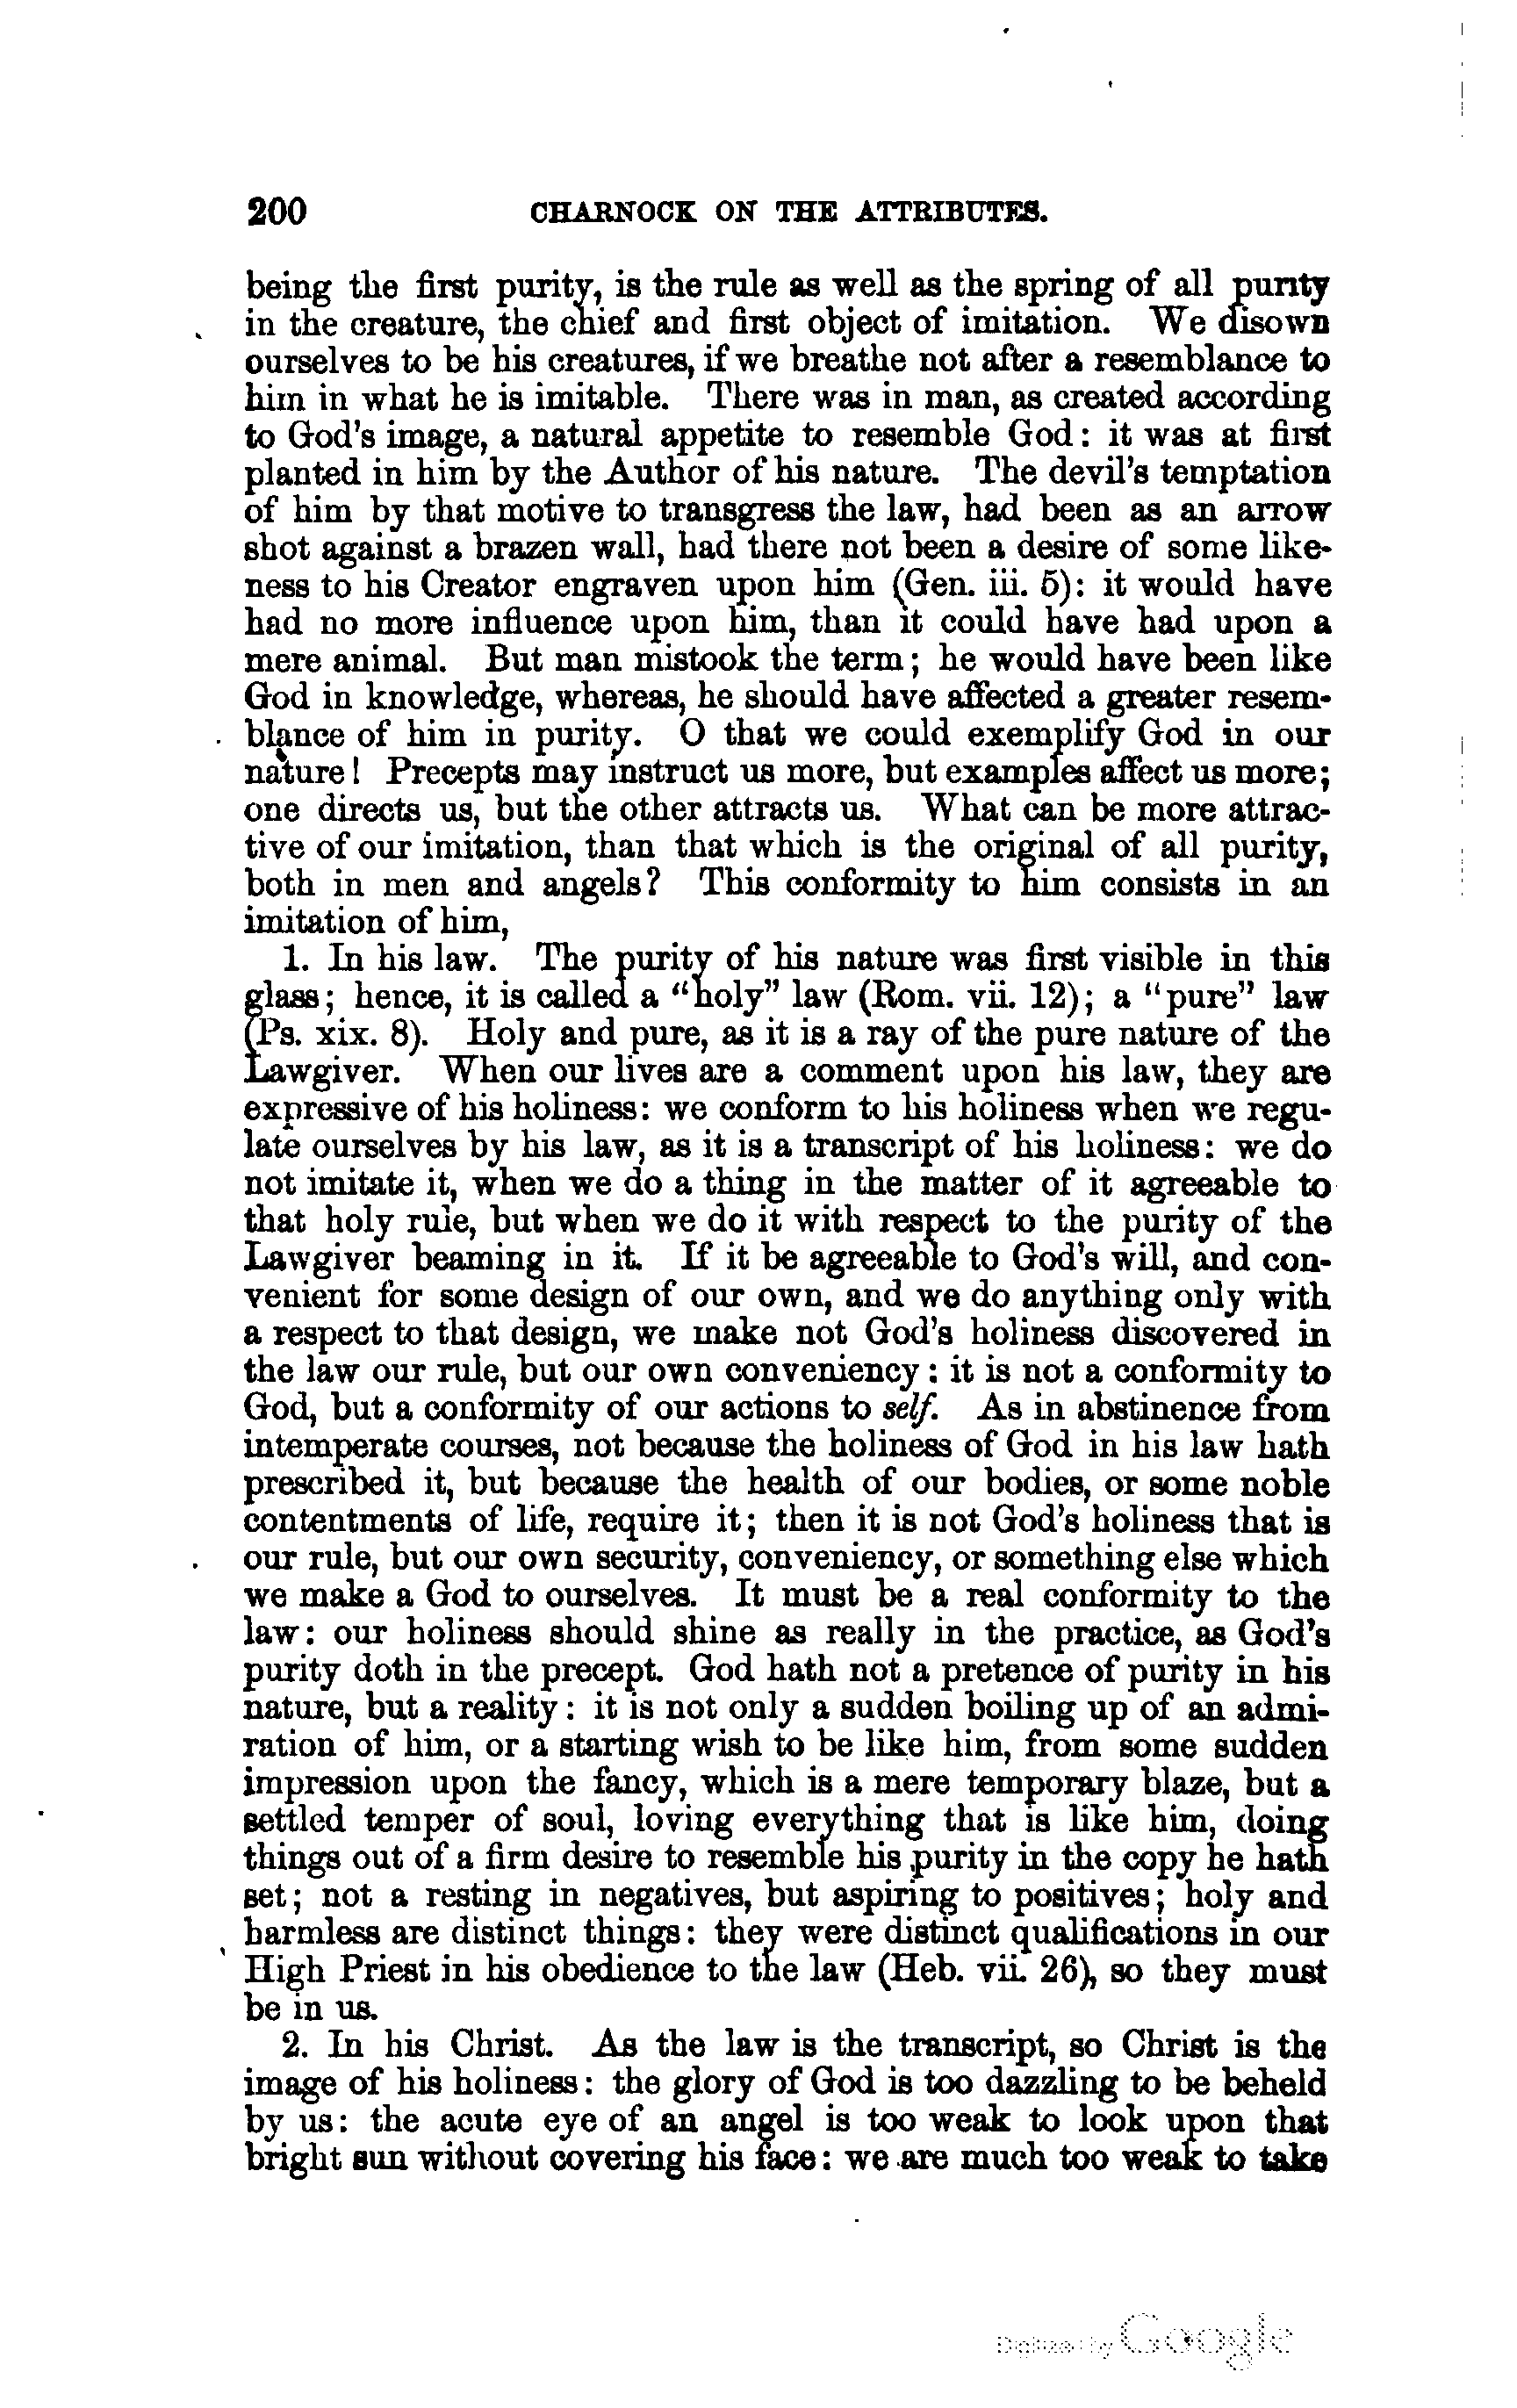 200 CHARNOCK ON THE ATTRIBUTES.
being the first purity, is the rule as well as the spring of all purity
in the creature, the chief and first object of imitation. We disown
ourselves to be his creatures, if we breathe not after a resemblance to
him in what he is imitable. There was in man, as created according
to God's image, a natural appetite to resemble God: it was at first
planted in him by the Author of his nature. The devil's temptation
of him by that motive to transgress the law, had been as an arrow
shot against a brazen wall, had there not been a desire of some like-
ness to his Creator engraven upon him (Gen. iii. 5): it would have
had no more influence upon him, than it could have had upon a
mere animal. But man mistook the term; he would have been like
God in knowledge, whereas, he should have affected a greater resem-
blance of him in purity. O that we could exemplify God in our
nature! Precepts may instruct us more, but examples affect us more;
one directs us, but the other attracts us. What can be more attrac-
tive of our imitation, than that which is the original of all purity,
both in men and angels? This conformity to him consists in an
imitation of him,
1. In his law. The purity of his nature was first visible in this
glass; hence, it is called a "holy" law (Rom. vii. 12); a "pure" law
(Ps. xix. 8). Holy and pure, as it is a ray of the pure nature of the
Lawgiver. When our lives are a comment upon his law, they are
expressive of his holiness: we conform to his holiness when we regu-
late ourselves by his law, as it is a transcript of his holiness: we do
not imitate it, when we do a thing in the matter of it agreeable to
that holy rule, but when we do it with respect to the purity of the
Lawgiver beaming in it. If it be agreeable to God's will, and con-
venient for some design of our own, and we do anything only with
a respect to that design, we make not God's holiness discovered in
the law our rule, but our own conveniency: it is not a conformity to
God, but a conformity of our actions to self. As in abstinence from
intemperate courses, not because the holiness of God in his law hath
prescribed it, but because the health of our bodies, or some noble
contentments of life, require it; then it is not God's holiness that is
our rule, but our own security, conveniency, or something else which
we make a God to ourselves. It must be a real conformity to the
law: our holiness should shine as really in the practice, as God's
purity doth in the precept. God hath not a pretence of purity in his
nature, but a reality: it is not only a sudden boiling up of an admi-
ration of him, or a starting wish to be like him, from some sudden
impression upon the fancy, which is a mere temporary blaze, but a
settled temper of soul, loving everything that is like him, doing
things out of a firm desire to resemble his purity in the copy he hath
set; not a resting in negatives, but aspiring to positives; holy and
harmless are distinct things: they were distinct qualifications in our
High Priest in his obedience to the law (Heb. vii. 26), so they must
be in us.
2. In his Christ. As the law is the transcript, so Christ is the
image of his holiness: the glory of God is too dazzling to be beheld
by us: the acute eye of an angel is too weak to look upon that
bright sun without covering his face: we are much too weak to take
Digitized by Google